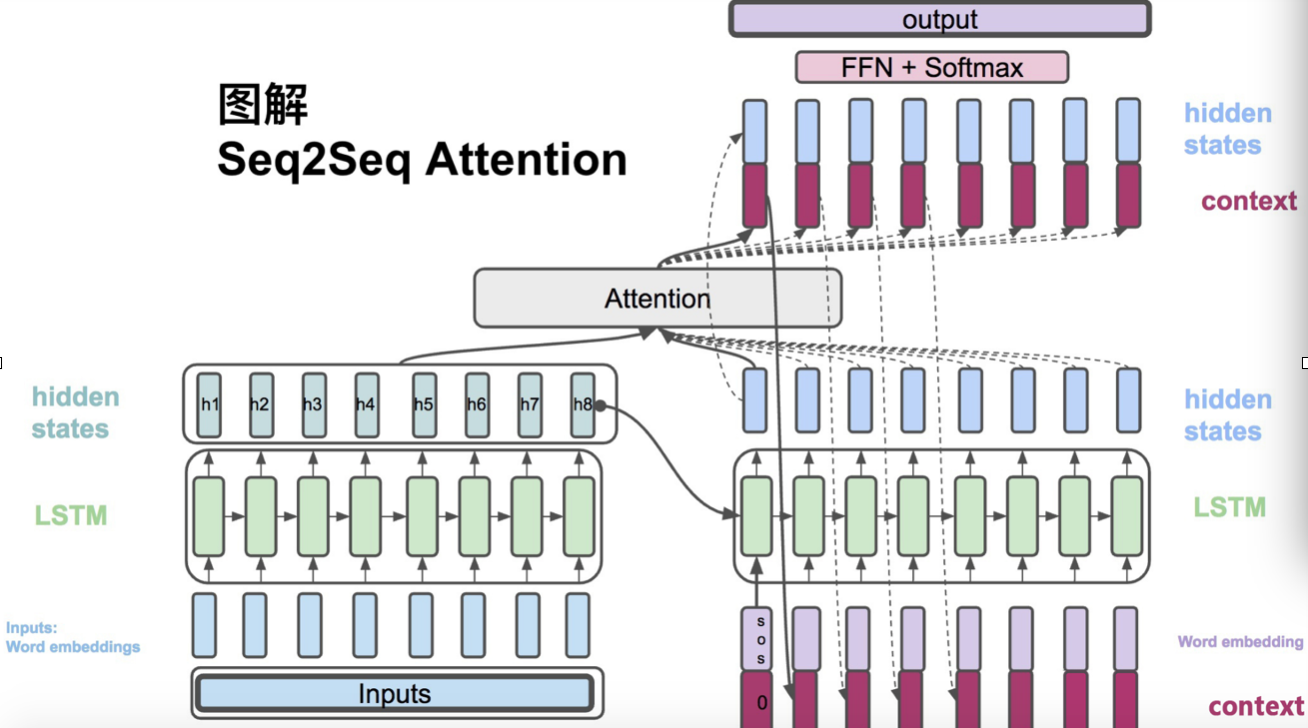 output
FFN + Softmax
图解
Seq2Seq Attention
hidden
states
context
Attention
hidden
states
h1
h2
h3
h4
h5
h6
h7
h8
hidden
states
LSTM
LSTM
Inputs:
Word embeddings
s
o
s
Word embedding
Inputs
0
context